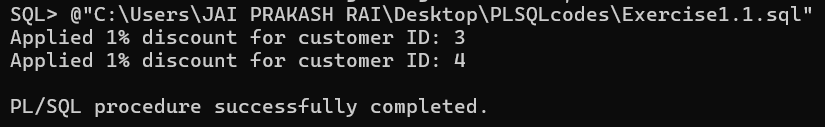 SQL> @"C:\Users\JAI PRAKASH RAI\Desktop\PLSQLcodes\Exercise1.1.sql"
Applied 1% discount for customer ID: 3
Applied 1% discount for customer ID: 4
PL/SQL procedure successfully completed.